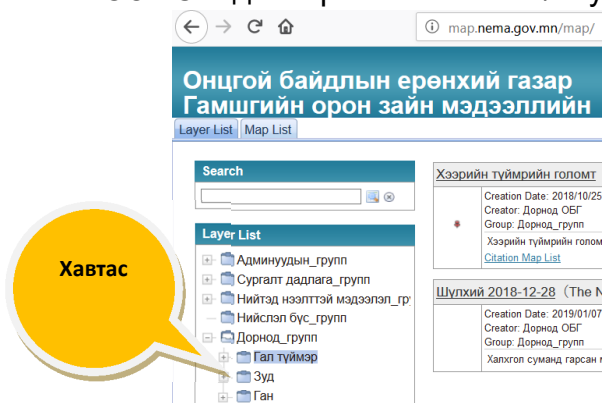 map.nema.gov.mn/map/
Онцгой байдлын ерөнхий газар
Гамшгийн орон зайн мэдээллийн
Layer List
Map List
Search
Layer List
Админуудын_групп
Сургалт дадлага_групп
Нийтэд нээлттэй мэдээлэл_гр
Нийслэл бүс_групп
Дорнод_групп
Гал түймэр
Зуд
Ган
Хавтас
Хээрийн түймрийн голомт
Creation Date: 2018/10/25
Creator: Дорнод ОБГ
Group: Дорнод_групп
Хээрийн түймрийн голом
Citation Map List
Шүлхий 2018-12-28 (The N
Creation Date: 2019/01/07
Creator: Дорнод ОБГ
Group: Дорнод_групп
Халхгол суманд гарсан